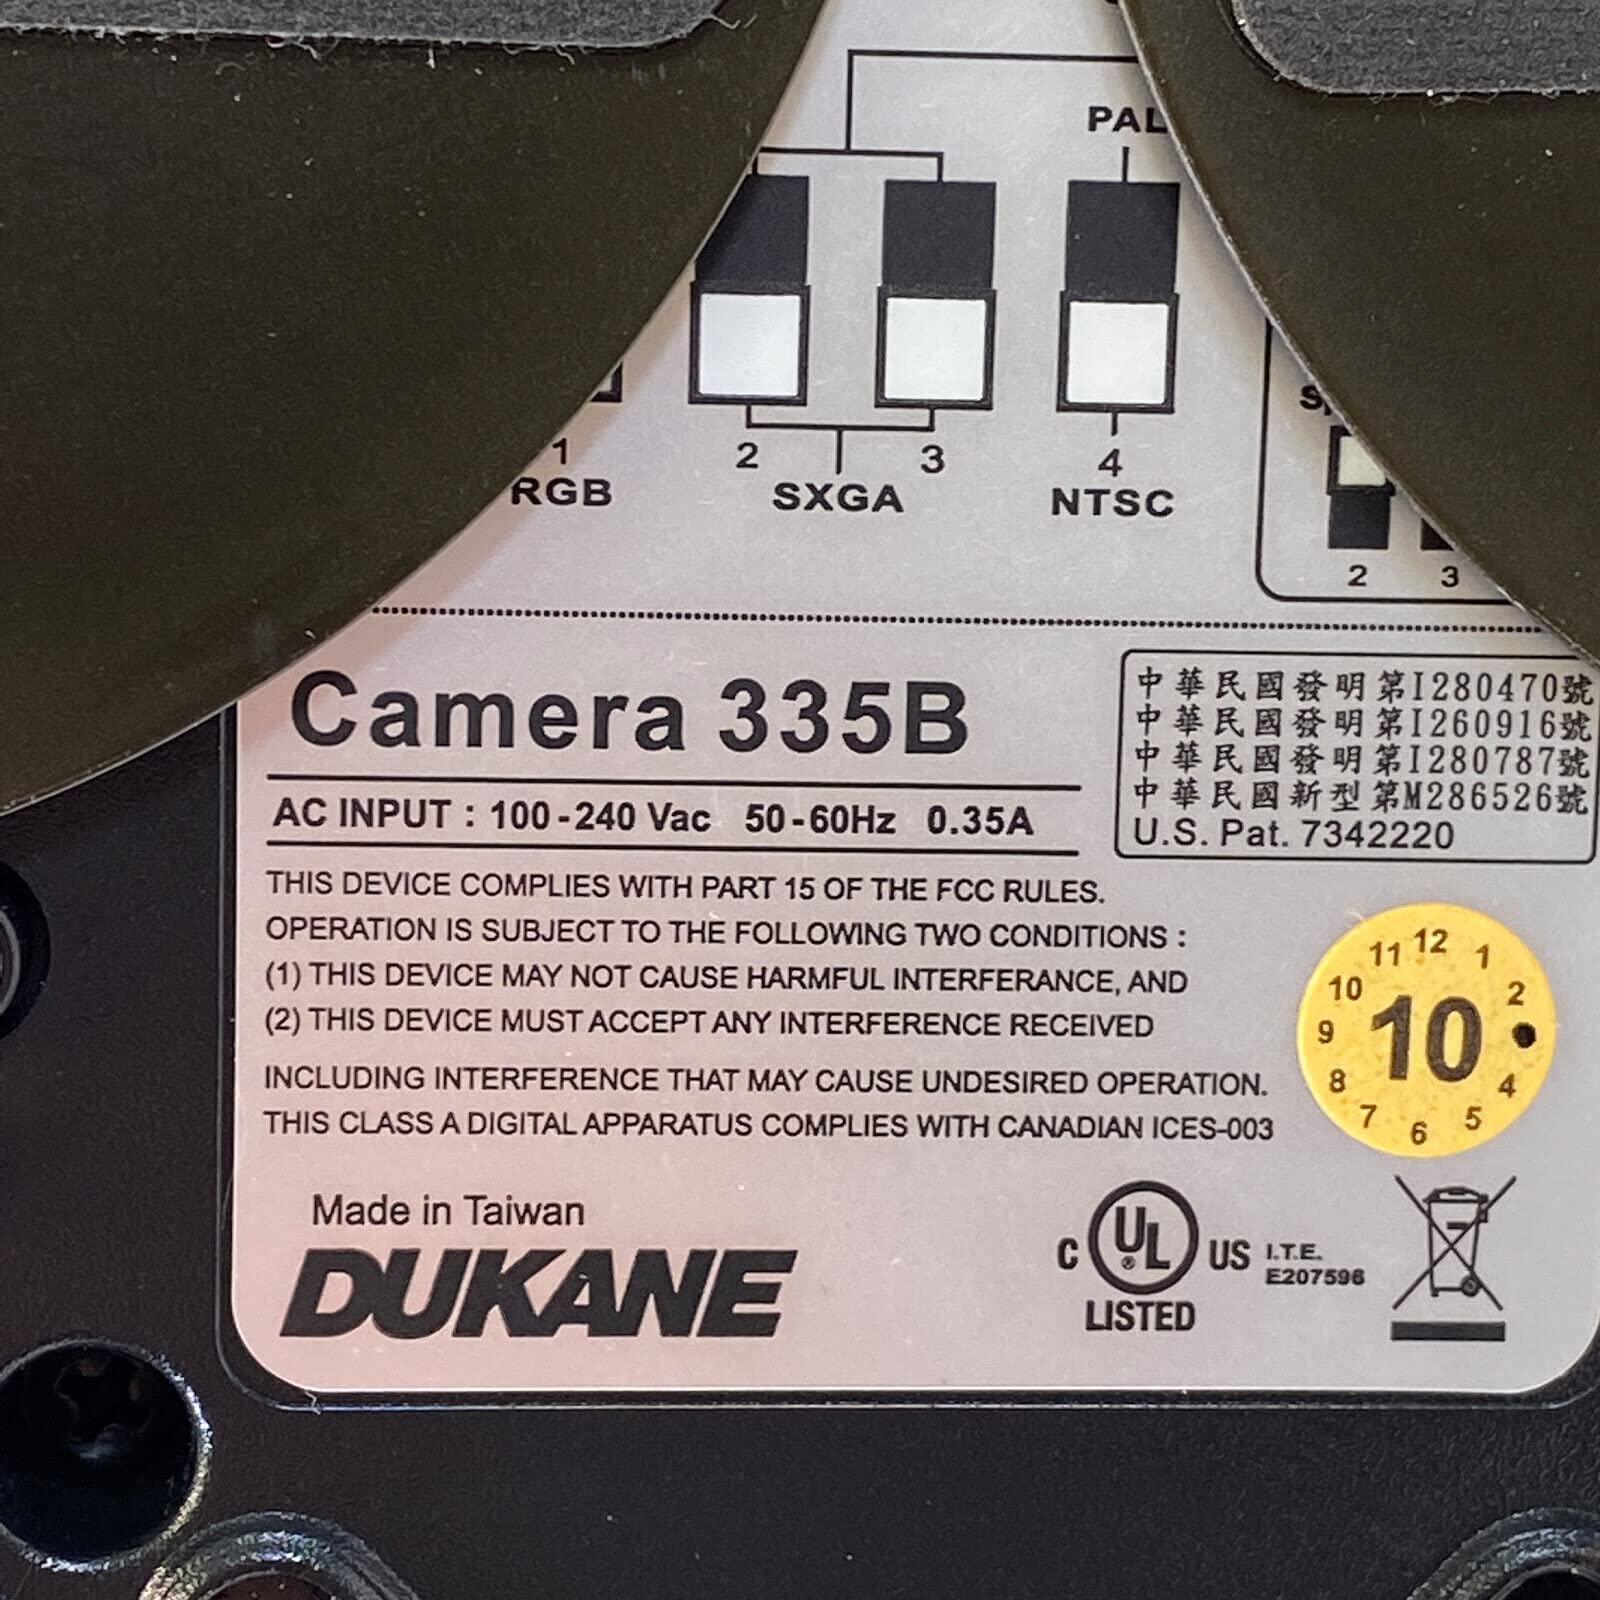 PAL
1
2
3
4
RGB
SXGA
NTSC
2
3
Camera 335B
AC INPUT : 100-240 Vac 50-60Hz 0.35A
中華民國發明第I280470號
中華民國發明第I260916號
中華民國發明第I280787號
中華民國新型第M286526號
U.S. Pat. 7342220
THIS DEVICE COMPLIES WITH PART 15 OF THE FCC RULES.
OPERATION IS SUBJECT TO THE FOLLOWING TWO CONDITIONS :
(1) THIS DEVICE MAY NOT CAUSE HARMFUL INTERFERANCE, AND
(2) THIS DEVICE MUST ACCEPT ANY INTERFERENCE RECEIVED
INCLUDING INTERFERENCE THAT MAY CAUSE UNDESIRED OPERATION.
THIS CLASS A DIGITAL APPARATUS COMPLIES WITH CANADIAN ICES-003
11 12 1
10 2
9 10
8 4
7 6 5
Made in Taiwan
DUKANE
C UL US
®
LISTED
I.T.E.
E207596